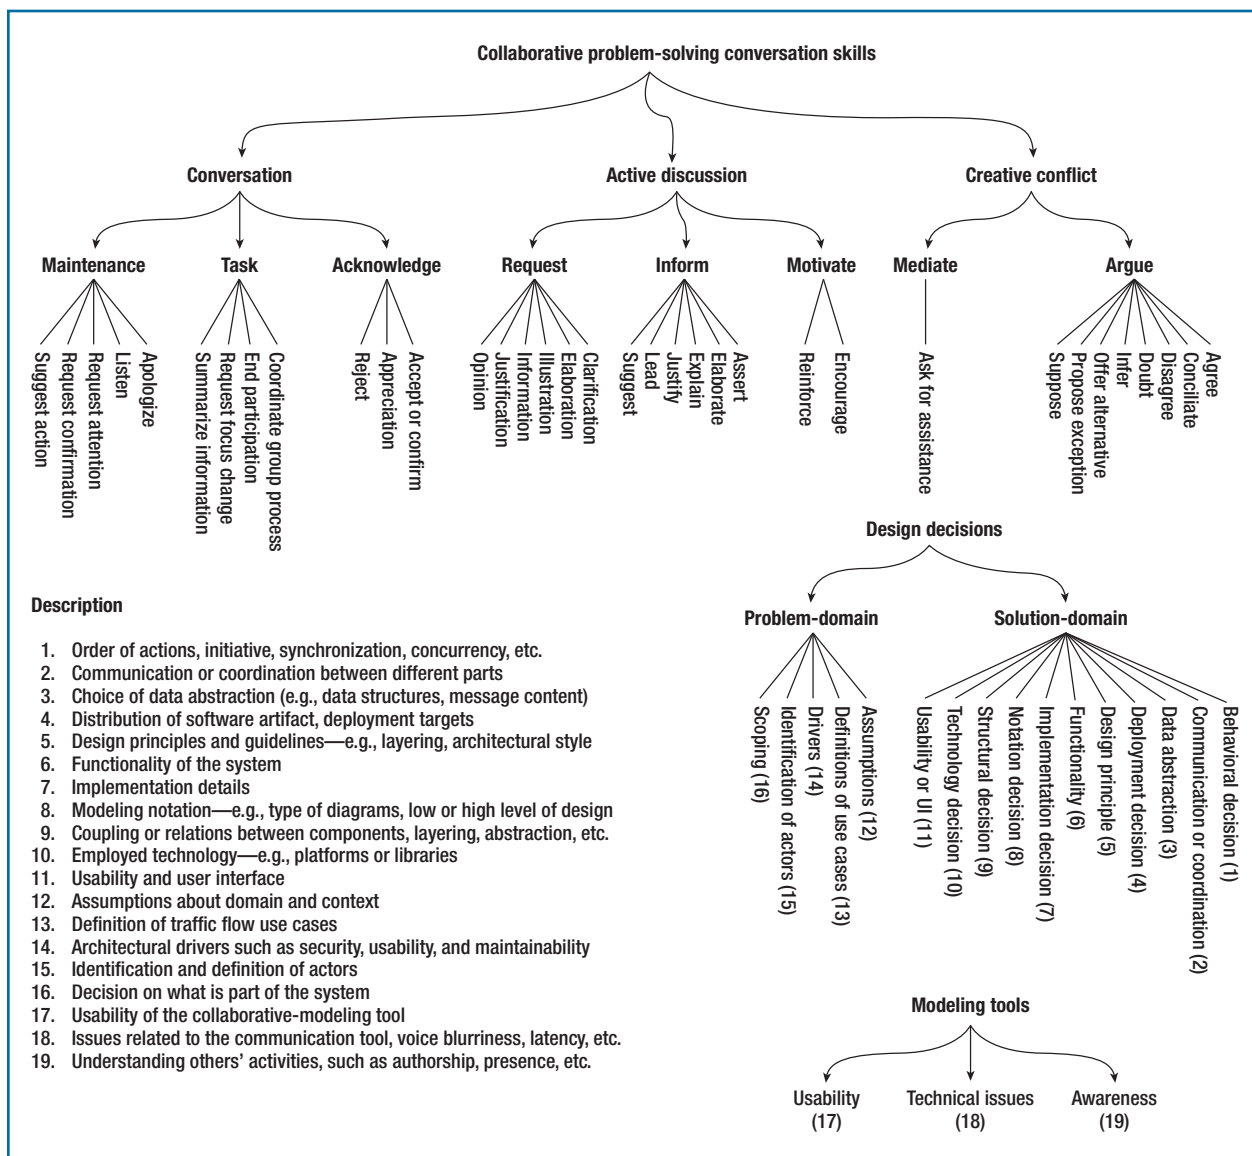 Collaborative problem-solving conversation skills
Conversation
Active discussion
Creative conflict
Maintenance
Task
Acknowledge
Request
Inform
Motivate
Mediate
Argue
Suggest action
Request confirmation
Request attention
Listen
Apologize
Summarize information
Request focus change
End participation
Coordinate group process
Reject
Appreciation
Accept or confirm
Opinion
Justification
Information
Illustration
Elaboration
Clarification
Suggest
Lead
Justify
Explain
Elaborate
Assert
Reinforce
Encourage
Ask for assistance
Suppose
Propose exception
Offer alternative
Infer
Doubt
Disagree
Conciliate
Agree
Design decisions
Problem-domain
Solution-domain
Scoping (16)
Identification of actors (15)
Drivers (14)
Definitions of use cases (13)
Assumptions (12)
Usability or UI (11)
Technology decision (10)
Structural decision (9)
Notation decision (8)
Implementation decision (7)
Functionality (6)
Design principle (5)
Deployment decision (4)
Data abstraction (3)
Communication or coordination (2)
Behavioral decision (1)
Description
1. Order of actions, initiative, synchronization, concurrency, etc.
2. Communication or coordination between different parts
3. Choice of data abstraction (e.g., data structures, message content)
4. Distribution of software artifact, deployment targets
5. Design principles and guidelines—e.g., layering, architectural style
6. Functionality of the system
7. Implementation details
8. Modeling notation—e.g., type of diagrams, low or high level of design
9. Coupling or relations between components, layering, abstraction, etc.
10. Employed technology—e.g., platforms or libraries
11. Usability and user interface
12. Assumptions about domain and context
13. Definition of traffic flow use cases
14. Architectural drivers such as security, usability, and maintainability
15. Identification and definition of actors
16. Decision on what is part of the system
17. Usability of the collaborative-modeling tool
18. Issues related to the communication tool, voice blurriness, latency, etc.
19. Understanding others' activities, such as authorship, presence, etc.
Modeling tools
Usability
(17)
Technical issues
(18)
Awareness
(19)